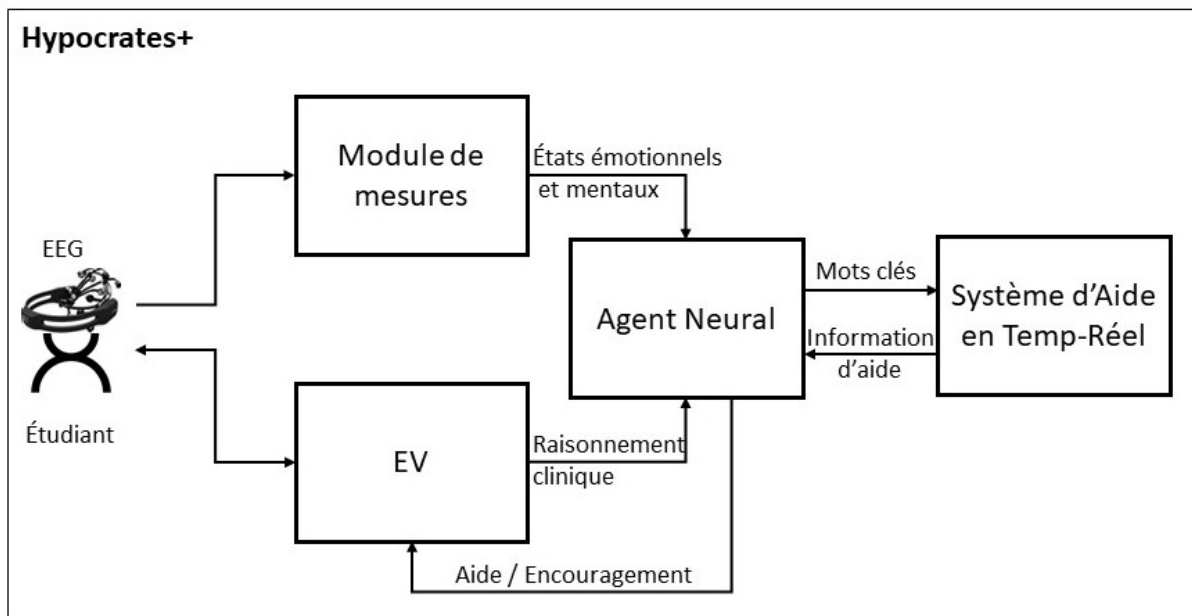 Hypocrates+
Module de
mesures
États émotionnels
et mentaux
EEG
Étudiant
Agent Neural
Mots clés
Information
d'aide
Système d'Aide
en Temp-Réel
EV
Raisonnement
clinique
Aide / Encouragement